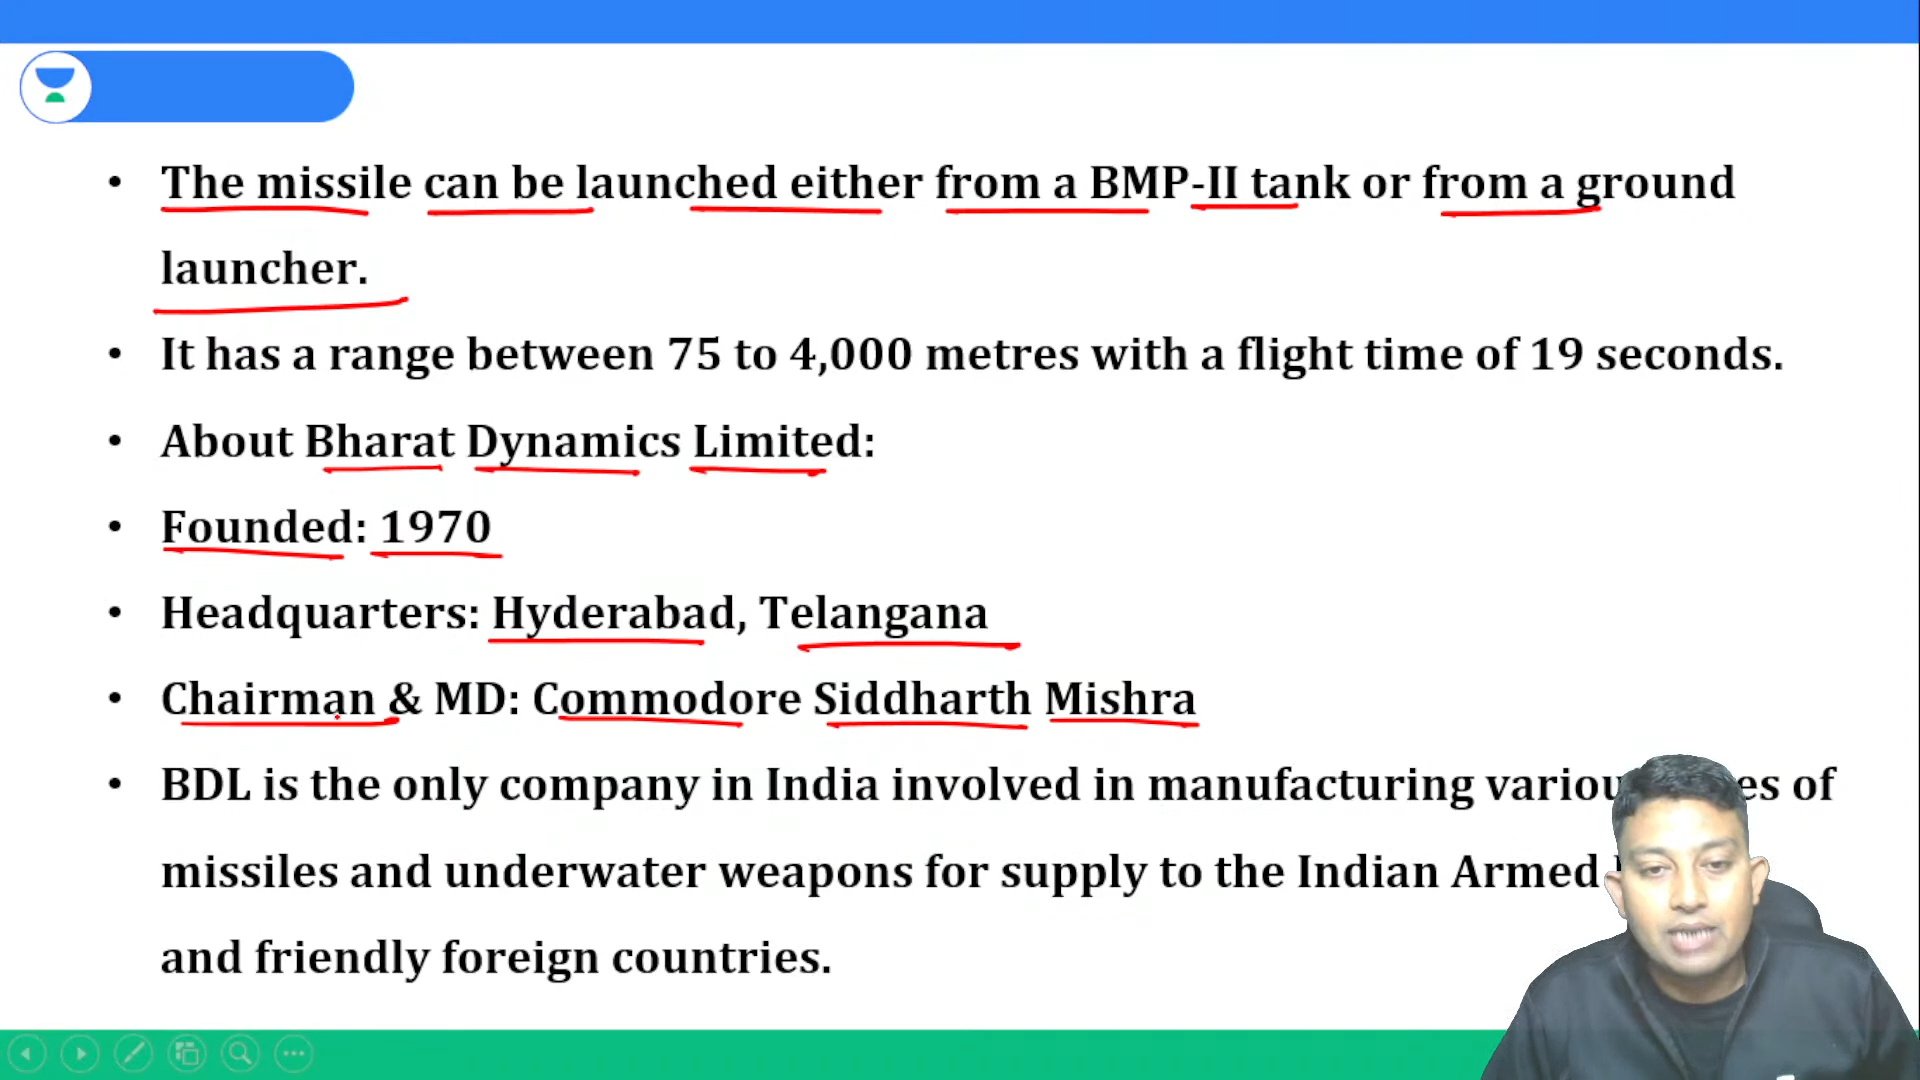 • The missile can be launched either from a BMP-II tank or from a ground
launcher.
• It has a range between 75 to 4,000 metres with a flight time of 19 seconds.
• About Bharat Dynamics Limited:
• Founded: 1970
• Headquarters: Hyderabad, Telangana
• Chairman & MD: Commodore Siddharth Mishra
• BDL is the only company in India involved in manufacturing of
missiles and underwater weapons for supply to the Indian Armed
and friendly foreign countries.